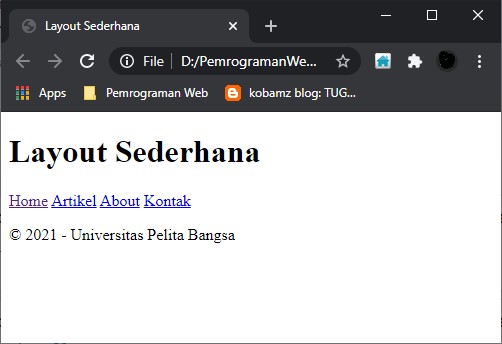 Layout Sederhana
File | D:/PemrogramanWe...
Apps Pemrograman Web kobamz blog: TUG...
Layout Sederhana
Home Artikel About Kontak
© 2021 - Universitas Pelita Bangsa